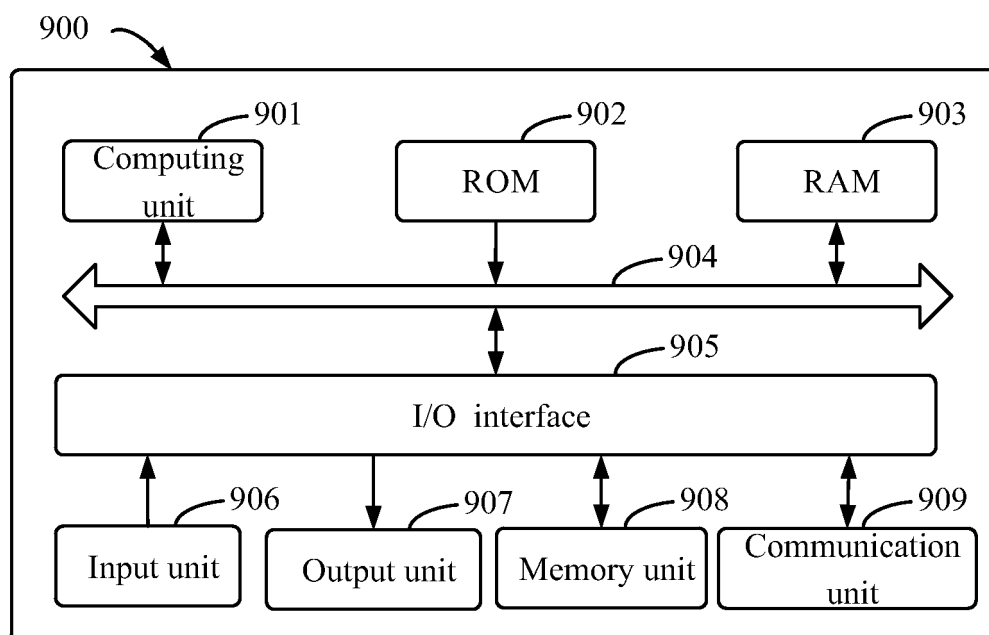 900
901
902
903
Computing
unit
ROM
RAM
904
905
I/O interface
906
907
908
909
Input unit
Output unit
Memory unit
Communication
unit